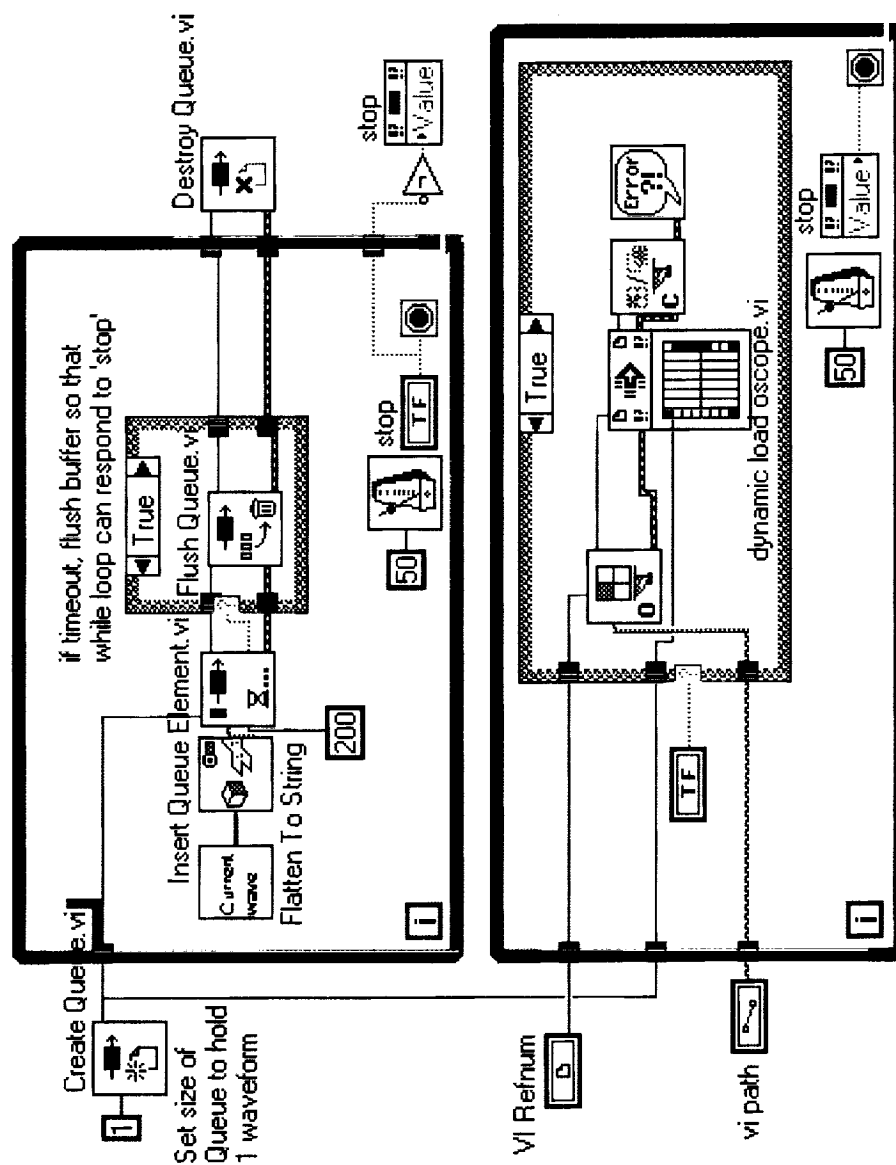 Create Queue.vi
1
Set size of
Queue to hold
1 waveform
if timeout, flush buffer so that
while loop can respond to 'stop'
True
Insert Queue Element.vi
Flush Queue.vi
Destroy Queue.vi
Current
wave
Flatten To String
200
50
stop
TF
stop
Value
i
VI Refnum
vi path
True
TF
O
dynamic load oscope.vi
C
Error
?!
50
stop
Value
i